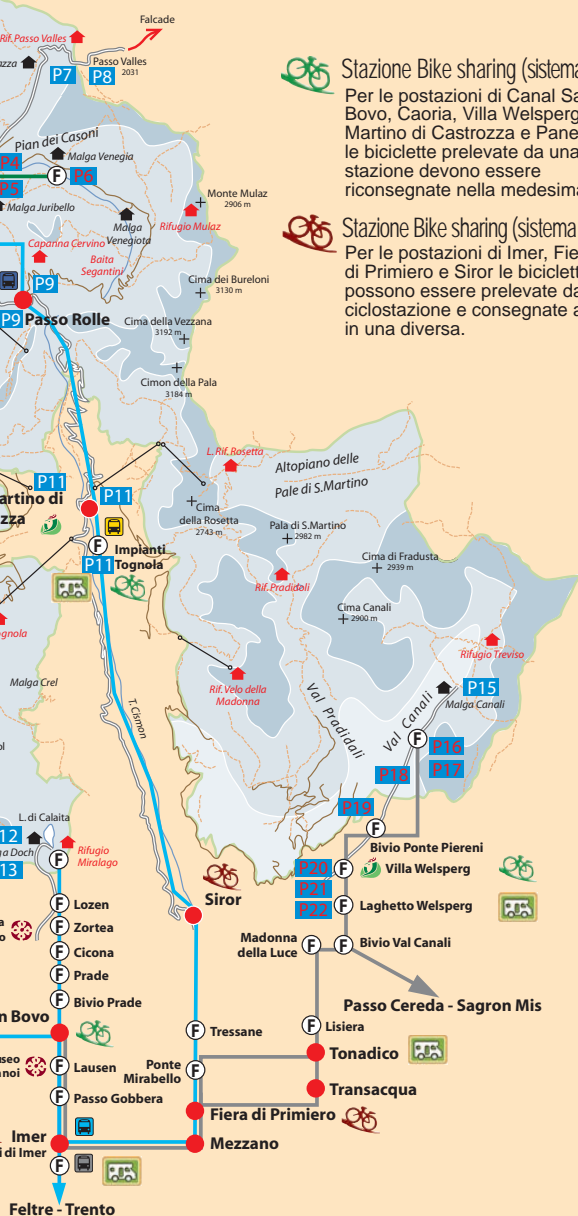 Falcade
Rif. Passo Valles
Passo Valles
2031
P7
P8
Pian dei Casoni
Malga Venegia
P4
P5
F
P6
Malga Juribello
Malga
Venegiota
Monte Mulaz
2906 m
Rifugio Mulaz
Capanna Cervino
Baita
Segantini
Cima dei Bureloni
3130 m
P9
P9
Passo Rolle
Cima della Vezzana
3192 m
Cimon della Pala
3184 m
Stazione Bike sharing
Per le postazioni di Canal
Bovo, Caoria, Villa
Martino di Castrozza e
le biciclette prelevate da una
stazione devono essere
riconsegnate nella
Stazione Bike sharing (sistema
Per le postazioni di Imer,
di Primiero e Siror le
possono essere prelevate
ciclostazione e consegnate
in una diversa.
L. Rif. Rosetta
Altopiano delle
Pale di S.Martino
P11
P11
di
Cima
della Rosetta
2743 m
Pala di S.Martino
2982 m
F
Impianti
Tognola
P11
Cima di Fradusta
2939 m
Rif.Pradidali
Cima Canali
2900 m
Rifugio Treviso
Malga Crel
T. Cismon
Rif. Velo della
Madonna
Val Pradidali
Val Canali
P15
Malga Canali
F
P16
P17
P18
P19
F
Bivio Ponte Piereni
L. di Calaita
Doch
F
Rifugio
Miralago
P20
P21
P22
F
Villa Welsperg
F
Laghetto Welsperg
Siror
F
Lozen
F
Zortea
F
Cicona
F
Prade
F
Bivio Prade
Madonna
della Luce
F
F
Bivio Val Canali
Passo Cereda - Sagron Mis
Bovo
F
Tressane
F
Lisiera
Tonadico
F
Lausen
Ponte
Mirabello
F
Transacqua
F
Passo Gobbera
Fiera di Primiero
Imer
di Imer
Mezzano
F
Feltre - Trento